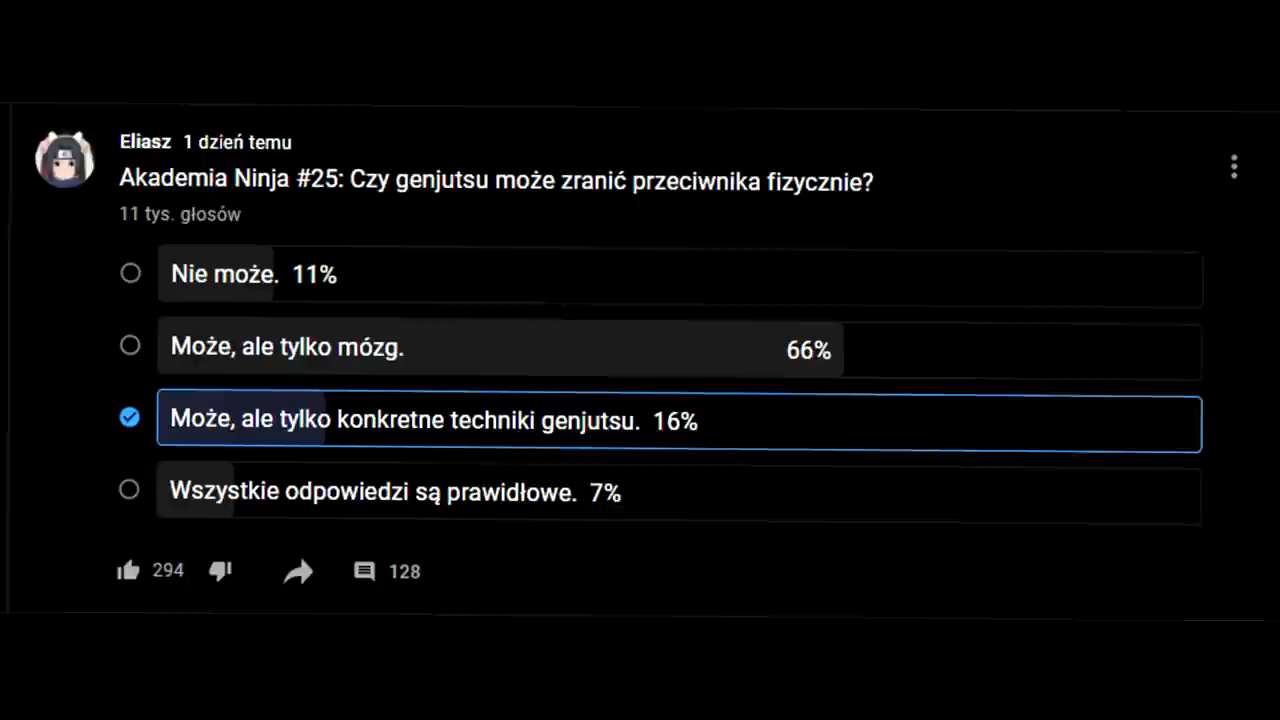 Eliasz 1 dzień temu
Akademia Ninja #25: Czy genjutsu może zranić przeciwnika fizycznie?
11 tys. głosów
Nie może. 11%
Może, ale tylko mózg. 66%
Może, ale tylko konkretne techniki genjutsu. 16%
Wszystkie odpowiedzi są prawidłowe. 7%
294 128